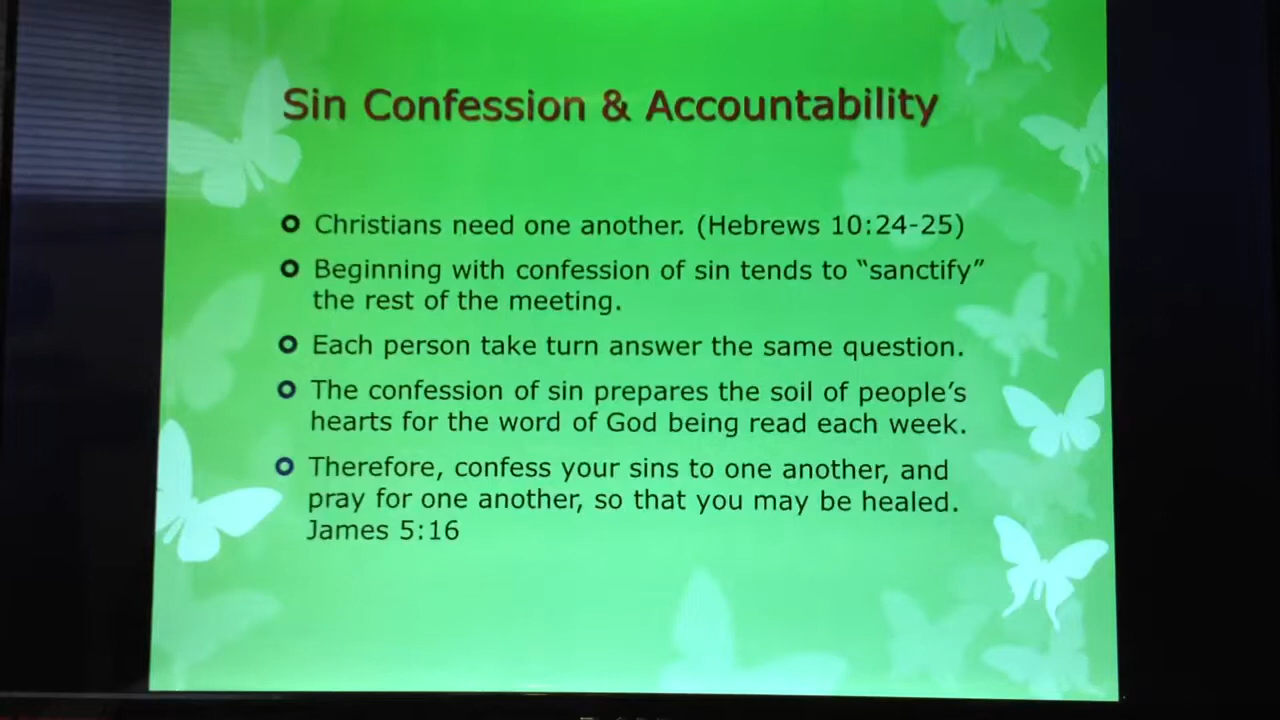 Sin Confession & Accountability
Christians need one another. (Hebrews 10:24-25)
Beginning with confession of sin tends to “sanctify”
the rest of the meeting.
Each person take turn answer the same question.
The confession of sin prepares the soil of people’s
hearts for the word of God being read each week.
Therefore, confess your sins to one another, and
pray for one another, so that you may be healed.
James 5:16